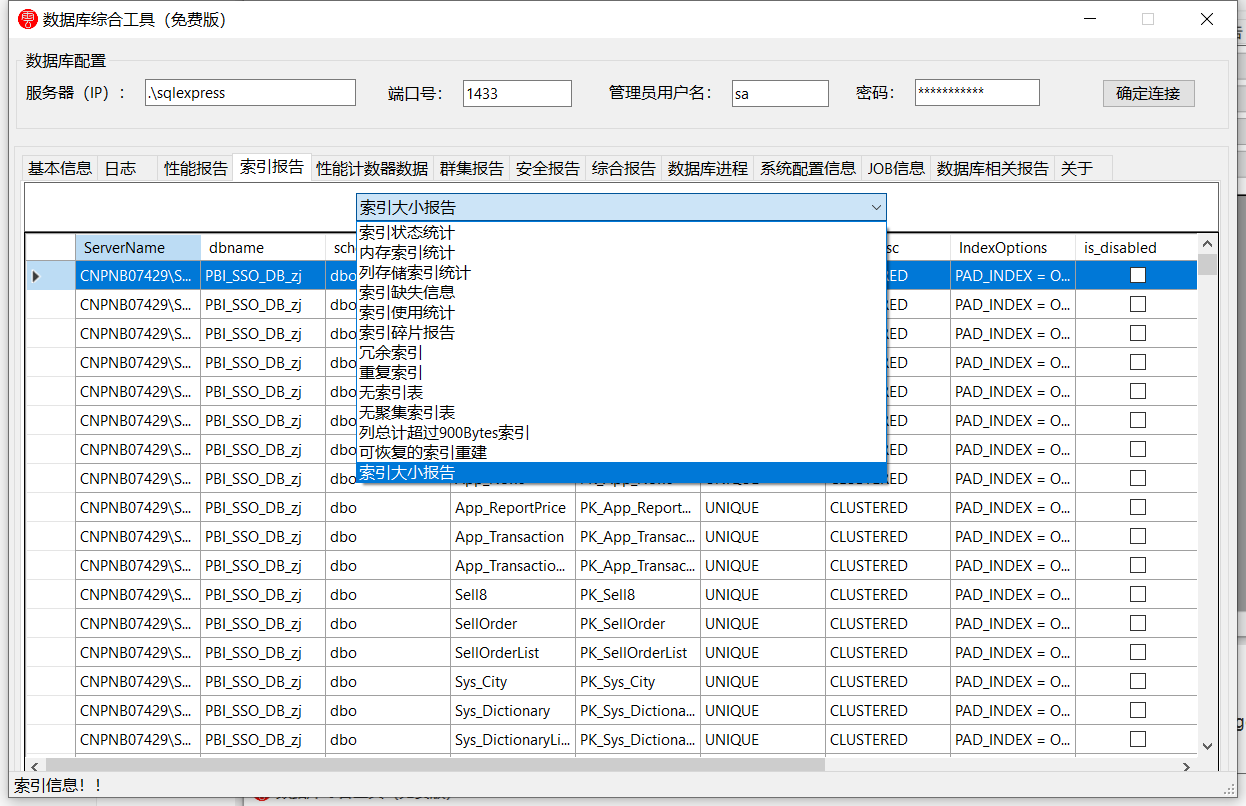 数据库综合工具（免费版）
数据库配置
服务器（IP）：
.\sqlexpress
端口号：
1433
管理员用户名：
sa
密码：
***********
确定连接
基本信息 日志 性能报告 索引报告 性能计数器数据 群集报告 安全报告 综合报告 数据库进程 系统配置信息 JOB信息 数据库相关报告 关于
索引大小报告
索引状态统计
内存索引统计
列存储索引统计
索引缺失信息
索引使用统计
索引碎片报告
冗余索引
重复索引
无索引表
无聚集索引表
列总计超过900Bytes索引
可恢复的索引重建
索引大小报告
ServerName dbname sch sc IndexOptions is_disabled
CNPNB07429\S... PBI_SSO_DB_zj dbo RED PAD_INDEX = O...
CNPNB07429\S... PBI_SSO_DB_zj dbo RED PAD_INDEX = O...
CNPNB07429\S... PBI_SSO_DB_zj dbo RED PAD_INDEX = O...
CNPNB07429\S... PBI_SSO_DB_zj dbo RED PAD_INDEX = O...
CNPNB07429\S... PBI_SSO_DB_zj dbo RED PAD_INDEX = O...
CNPNB07429\S... PBI_SSO_DB_zj dbo RED PAD_INDEX = O...
CNPNB07429\S... PBI_SSO_DB_zj dbo RED PAD_INDEX = O...
CNPNB07429\S... PBI_SSO_DB_zj dbo RED PAD_INDEX = O...
CNPNB07429\S... PBI_SSO_DB_zj dbo App_ReportPrice PK_App_Report... UNIQUE CLUSTERED PAD_INDEX = O...
CNPNB07429\S... PBI_SSO_DB_zj dbo App_Transaction PK_App_Transac... UNIQUE CLUSTERED PAD_INDEX = O...
CNPNB07429\S... PBI_SSO_DB_zj dbo App_Transactio... PK_App_Transac... UNIQUE CLUSTERED PAD_INDEX = O...
CNPNB07429\S... PBI_SSO_DB_zj dbo Sell8 PK_Sell8 UNIQUE CLUSTERED PAD_INDEX = O...
CNPNB07429\S... PBI_SSO_DB_zj dbo SellOrder PK_SellOrder UNIQUE CLUSTERED PAD_INDEX = O...
CNPNB07429\S... PBI_SSO_DB_zj dbo SellOrderList PK_SellOrderList UNIQUE CLUSTERED PAD_INDEX = O...
CNPNB07429\S... PBI_SSO_DB_zj dbo Sys_City PK_Sys_City UNIQUE CLUSTERED PAD_INDEX = O...
CNPNB07429\S... PBI_SSO_DB_zj dbo Sys_Dictionary PK_Sys_Dictiona... UNIQUE CLUSTERED PAD_INDEX = O...
CNPNB07429\S... PBI_SSO_DB_zj dbo Sys_DictionaryLi... PK_Sys_Dictiona... UNIQUE CLUSTERED PAD_INDEX = O...
索引信息！！